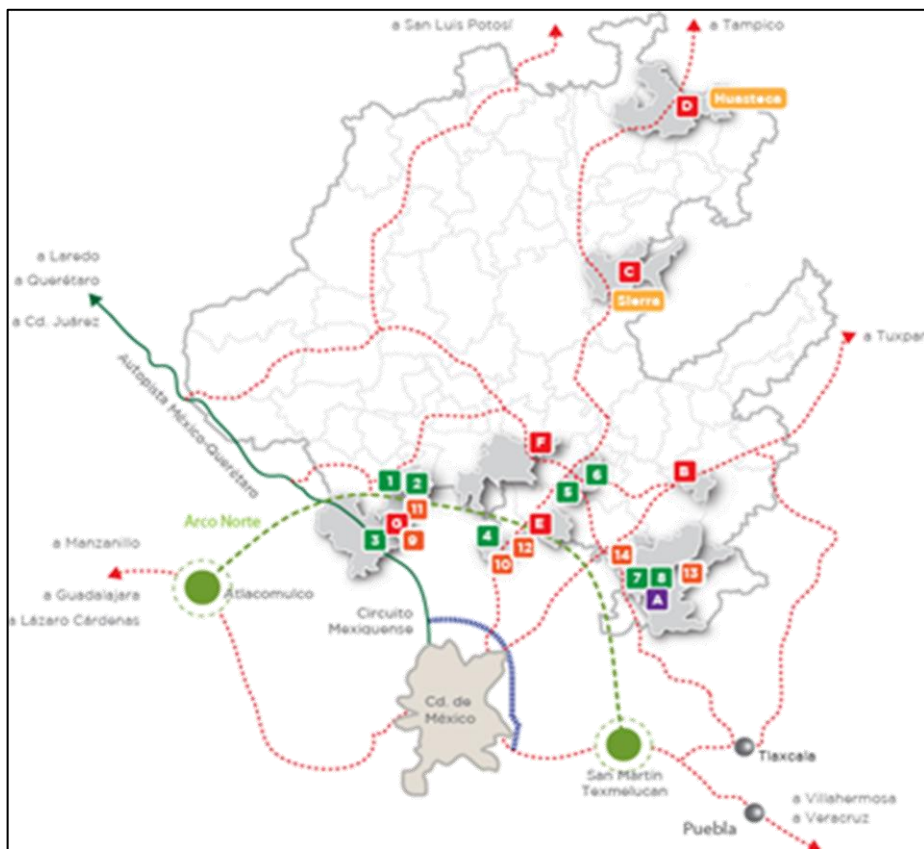 a San Luis Potosí
a Tampico
D
Huasteca
a Laredo
a Querétaro
a Cd. Juárez
C
Sierra
a Tuxpan
Autopista México-Querétaro
F
B
1
2
6
5
11
G
E
3
9
4
12
10
14
7
8
13
A
Arco Norte
a Manzanillo
a Guadalajara
a Lázaro Cárdenas
Atlacomulco
Circuito
Mexiquense
Cd. de
México
San Martín
Texmelucan
Tlaxcala
Puebla
a Villahermosa
a Veracruz